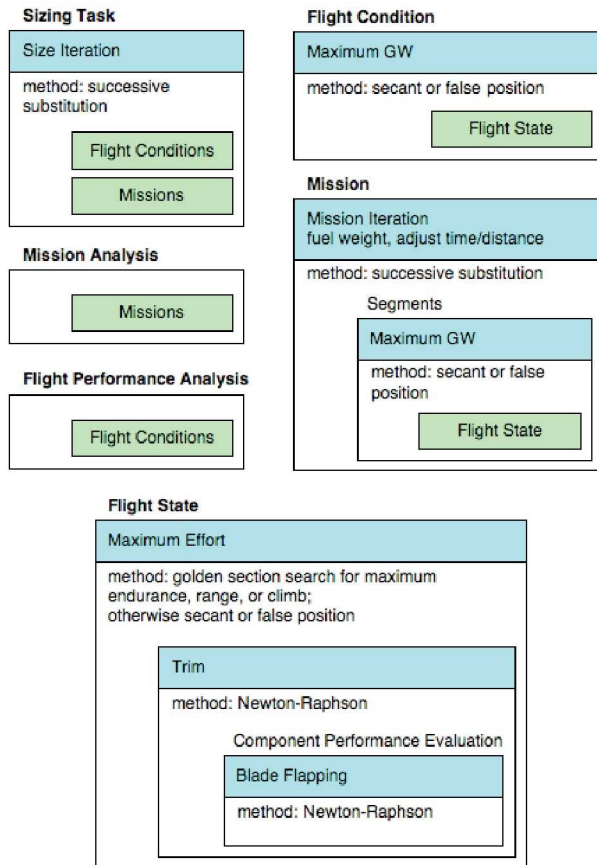 Sizing Task
Size Iteration
method: successive
substitution
Flight Conditions
Missions
Mission Analysis
Missions
Flight Performance Analysis
Flight Conditions
Flight Condition
Maximum GW
method: secant or false position
Flight State
Mission
Mission Iteration
fuel weight, adjust time/distance
method: successive substitution
Segments
Maximum GW
method: secant or false
position
Flight State
Flight State
Maximum Effort
method: golden section search for maximum
endurance, range, or climb;
otherwise secant or false position
Trim
method: Newton-Raphson
Component Performance Evaluation
Blade Flapping
method: Newton-Raphson